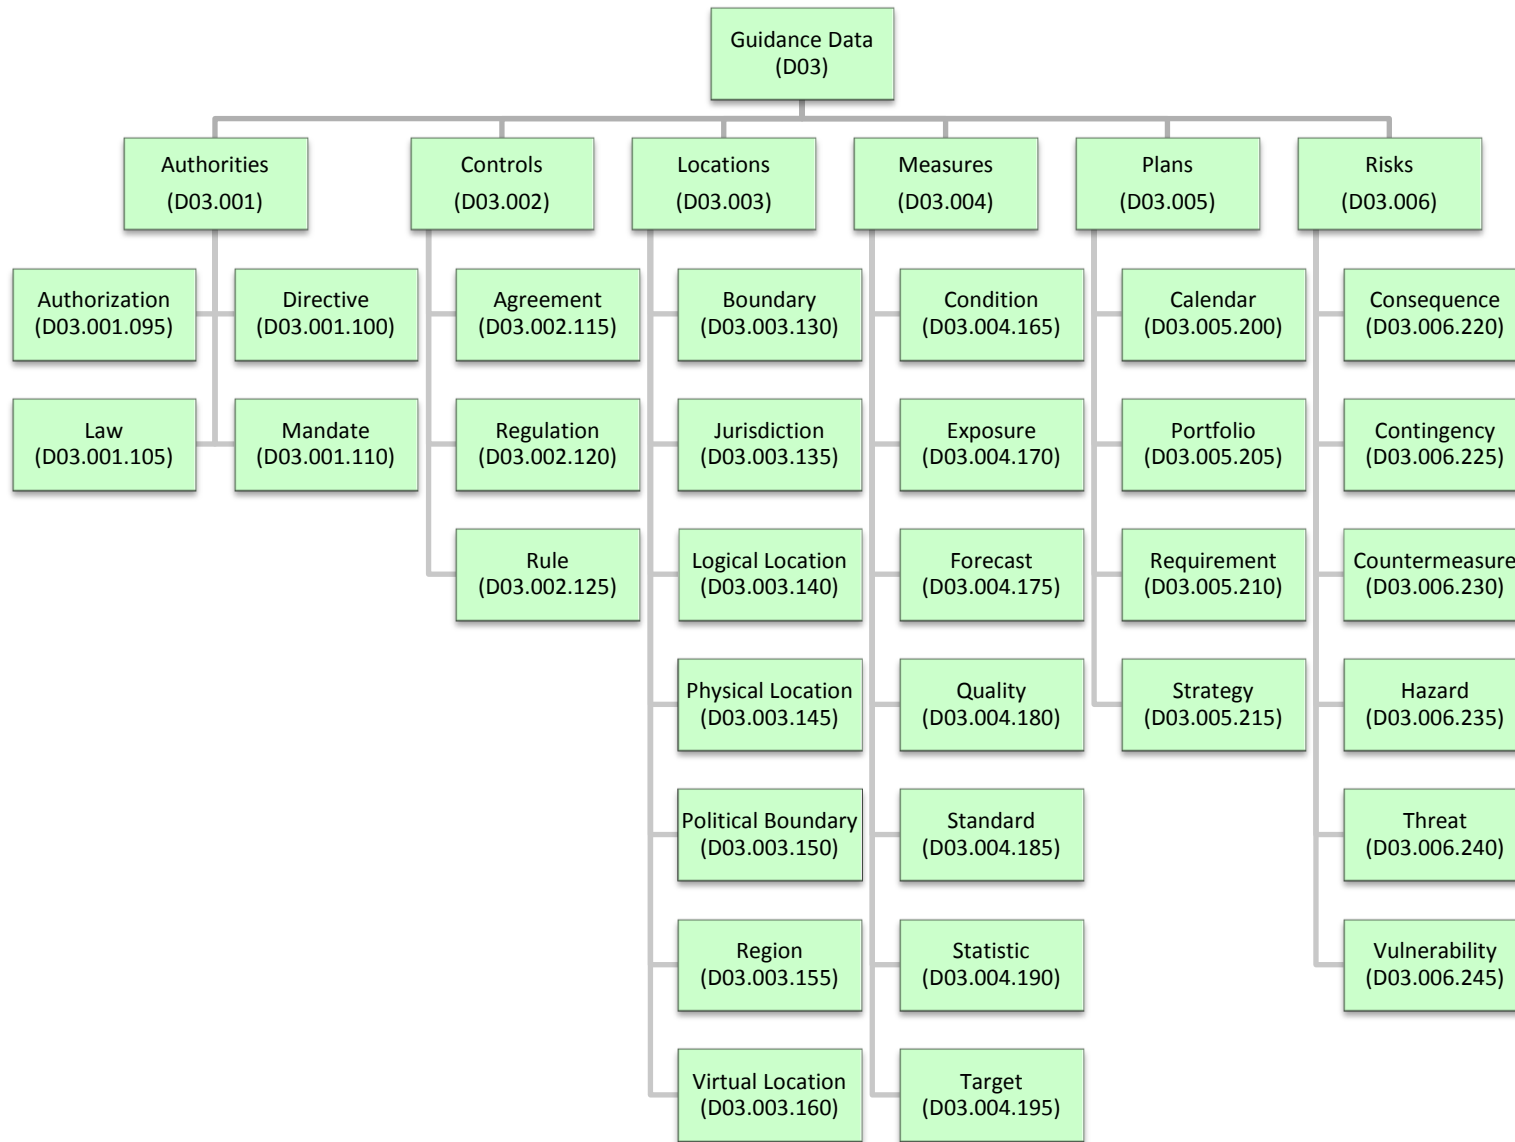 Guidance Data
(D03)
Authorities
(D03.001)
Controls
(D03.002)
Locations
(D03.003)
Measures
(D03.004)
Plans
(D03.005)
Risks
(D03.006)
Authorization
(D03.001.095)
Directive
(D03.001.100)
Agreement
(D03.002.115)
Boundary
(D03.003.130)
Condition
(D03.004.165)
Calendar
(D03.005.200)
Consequence
(D03.006.220)
Law
(D03.001.105)
Mandate
(D03.001.110)
Regulation
(D03.002.120)
Jurisdiction
(D03.003.135)
Exposure
(D03.004.170)
Portfolio
(D03.005.205)
Contingency
(D03.006.225)
Rule
(D03.002.125)
Logical Location
(D03.003.140)
Forecast
(D03.004.175)
Requirement
(D03.005.210)
Countermeasure
(D03.006.230)
Physical Location
(D03.003.145)
Quality
(D03.004.180)
Strategy
(D03.005.215)
Hazard
(D03.006.235)
Political Boundary
(D03.003.150)
Standard
(D03.004.185)
Threat
(D03.006.240)
Region
(D03.003.155)
Statistic
(D03.004.190)
Vulnerability
(D03.006.245)
Virtual Location
(D03.003.160)
Target
(D03.004.195)